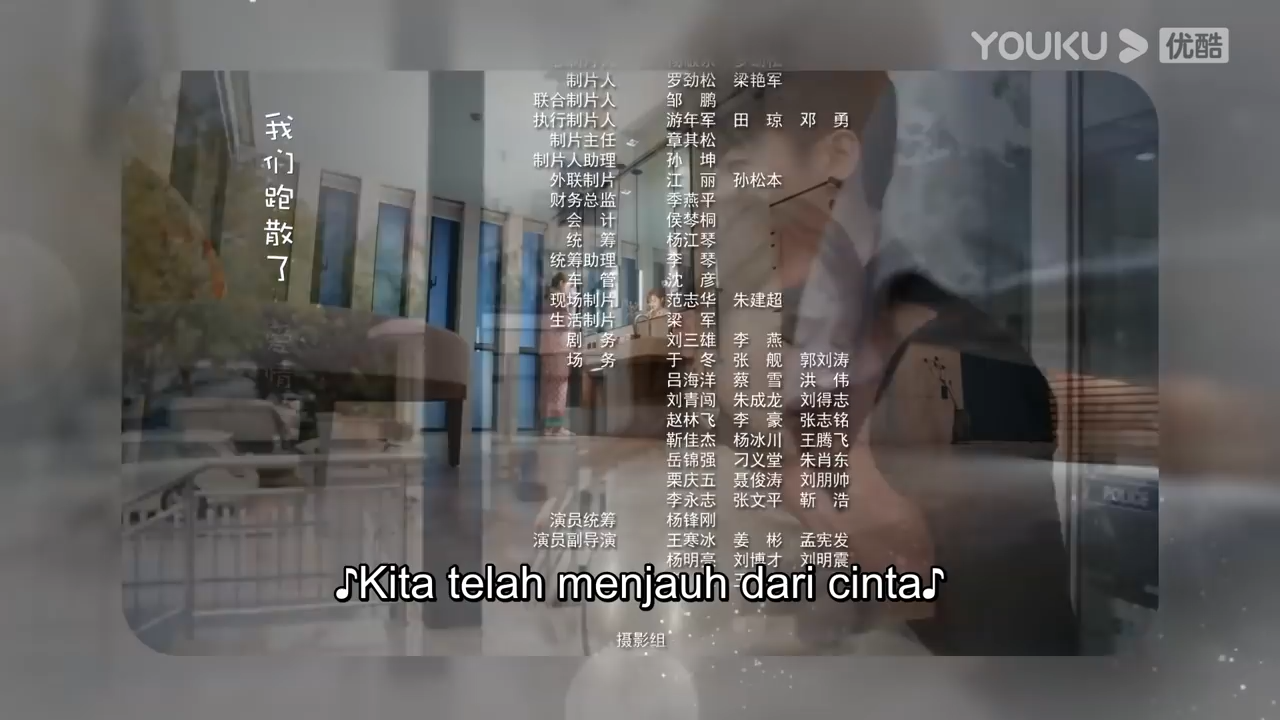 YOUKU 优酷
我们跑散了
爱情
制片人 罗劲松 梁艳军
联合制片人 邹 鹏
执行制片人 游年军 田 琼 邓 勇
制片主任 章其松
制片人助理 孙 坤
外联制片 江 丽 孙松本
财务总监 季燕平
会 计 侯琴桐
统 筹 杨江琴
统筹助理 李 琴
车 管 沈 彦
现场制片 范志华 朱建超
生活制片 梁 军
剧 务 刘三雄 李 燕
场 务 于 冬 张 舰 郭刘涛
吕海洋 蔡 雪 洪 伟
刘青闯 朱成龙 刘得志
赵林飞 李 豪 张志铭
靳佳杰 杨冰川 王腾飞
岳锦强 刁义堂 朱肖东
栗庆五 聂俊涛 刘朋帅
李永志 张文平 靳 浩
演员统筹 杨锋刚
演员副导演 王寒冰 姜 彬 孟宪发
杨明亮 刘博才 刘明震
♪Kita telah menjauh dari cinta♪
摄影组
POLICE